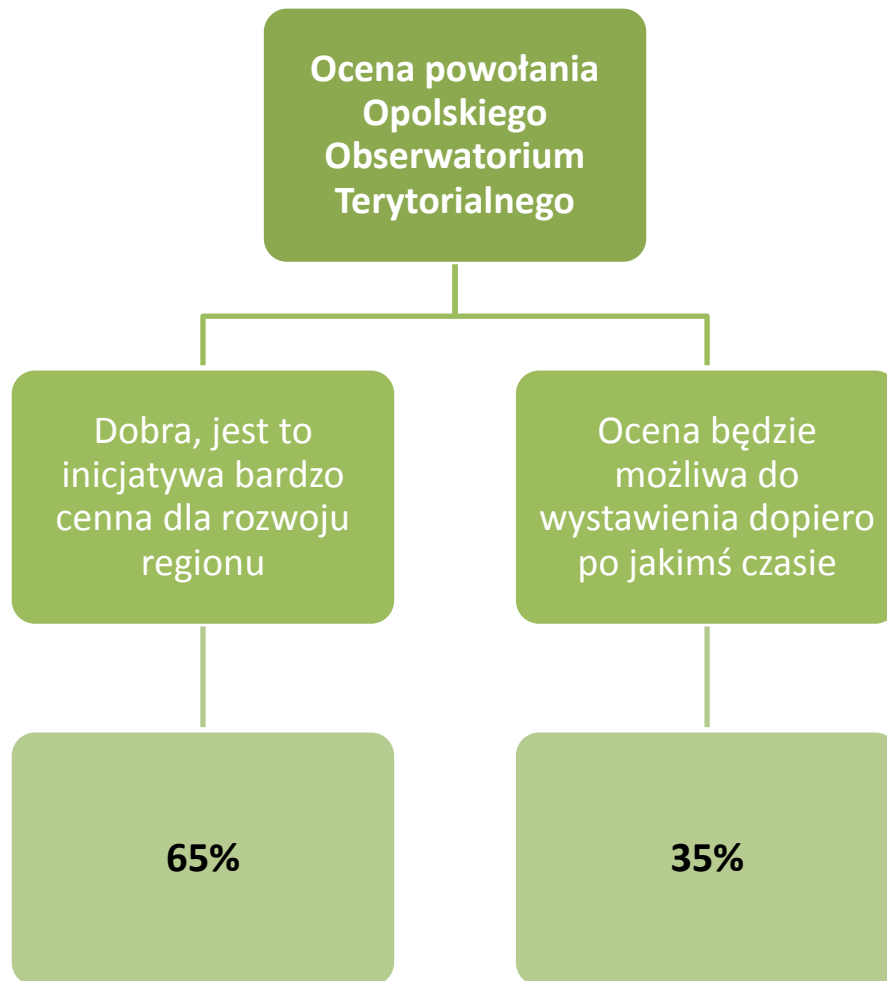 Ocena powołania
Opolskiego
Obserwatorium
Terytorialnego
Dobra, jest to
inicjatywa bardzo
cenna dla rozwoju
regionu
Ocena będzie
możliwa do
wystawienia dopiero
po jakimś czasie
65%
35%